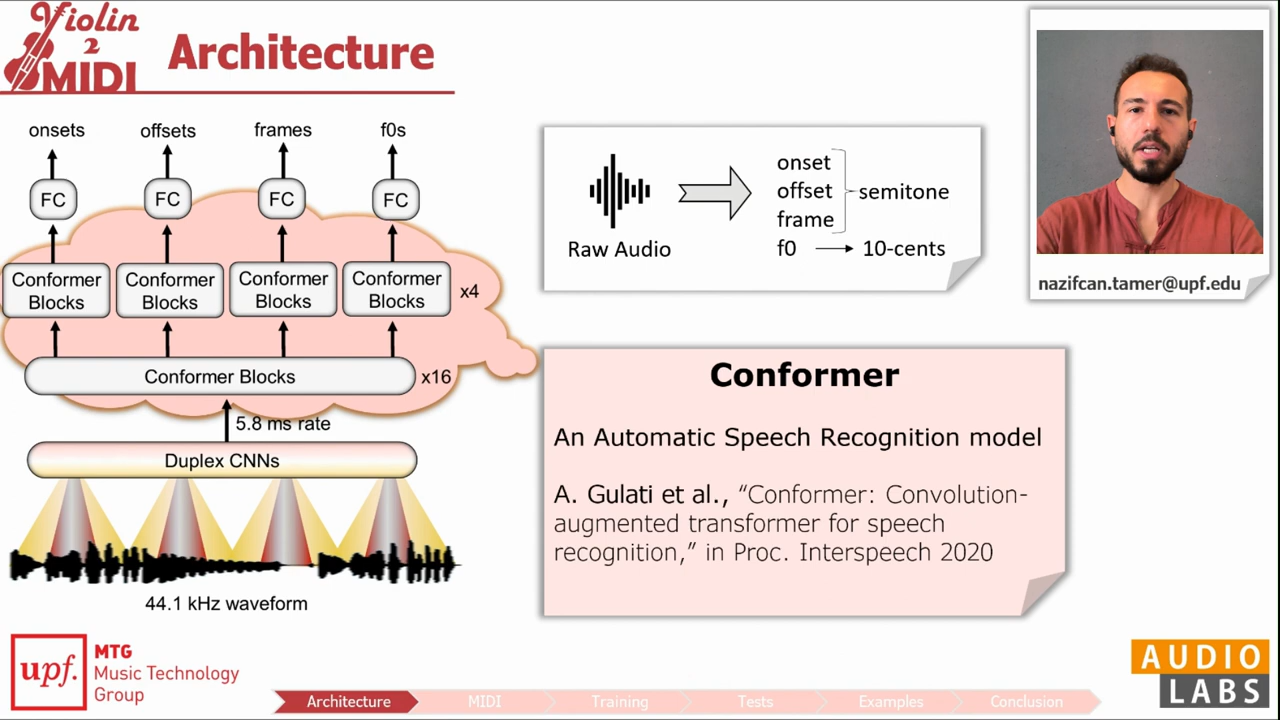 Violin
2
MIDI
Architecture
onsets offsets frames f0s
FC FC FC FC
Conformer Blocks Conformer Blocks Conformer Blocks Conformer Blocks x4
Conformer Blocks x16
5.8 ms rate
Duplex CNNs
44.1 kHz waveform
Raw Audio
onset
offset
frame
semitone
f0 10-cents
nazifcan.tamer@upf.edu
Conformer
An Automatic Speech Recognition model
A. Gulati et al., “Conformer: Convolution-
augmented transformer for speech
recognition,” in Proc. Interspeech 2020
upf.
MTG
Music Technology
Group
Architecture MIDI Training Tests Examples Conclusion
AUDIO
LABS